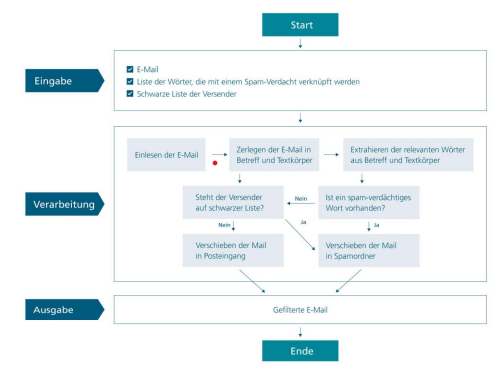 Start
Eingabe
E-Mail
Liste der Wörter, die mit einem Spam-Verdacht verknüpft werden
Schwarze Liste der Versender
Verarbeitung
Einlesen der E-Mail
Zerlegen der E-Mail in
Betreff und Textkörper
Extrahieren der relevanten Wörter
aus Betreff und Textkörper
Steht der Versender
auf schwarzer Liste?
Nein
Ist ein spam-verdächtiges
Wort vorhanden?
Nein
Ja
Ja
Verschieben der Mail
in Posteingang
Verschieben der Mail
in Spamordner
Ausgabe
Gefilterte E-Mail
Ende